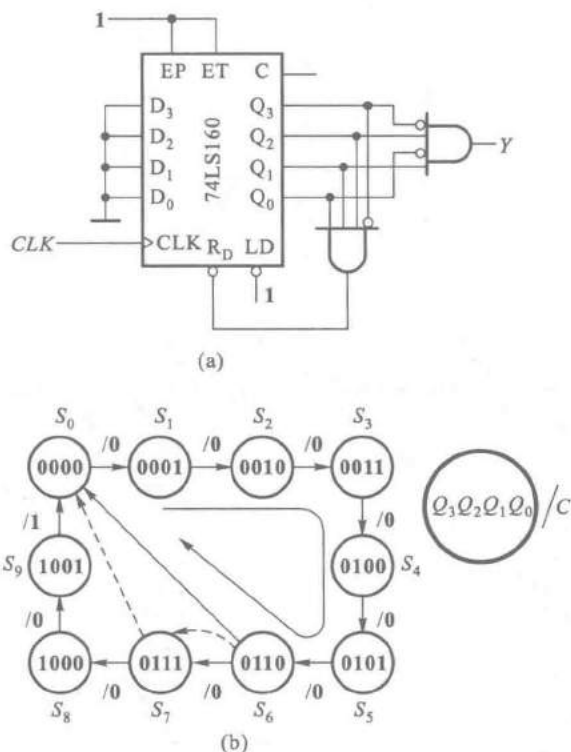 1
EP ET C
D3 Q3
D2 Q2
D1 Q1
D0 Q0
74LS160
Y
CLK CLK RD LD
1
(a)
S0 S1 S2 S3
/0 /0 /0
0000 0001 0010 0011
Q3Q2Q1Q0 /C
/1 /0
S9 1001 0100 S4
/0 /0
1000 0111 0110 0101
/0 /0 /0
S8 S7 S6 S5
(b)